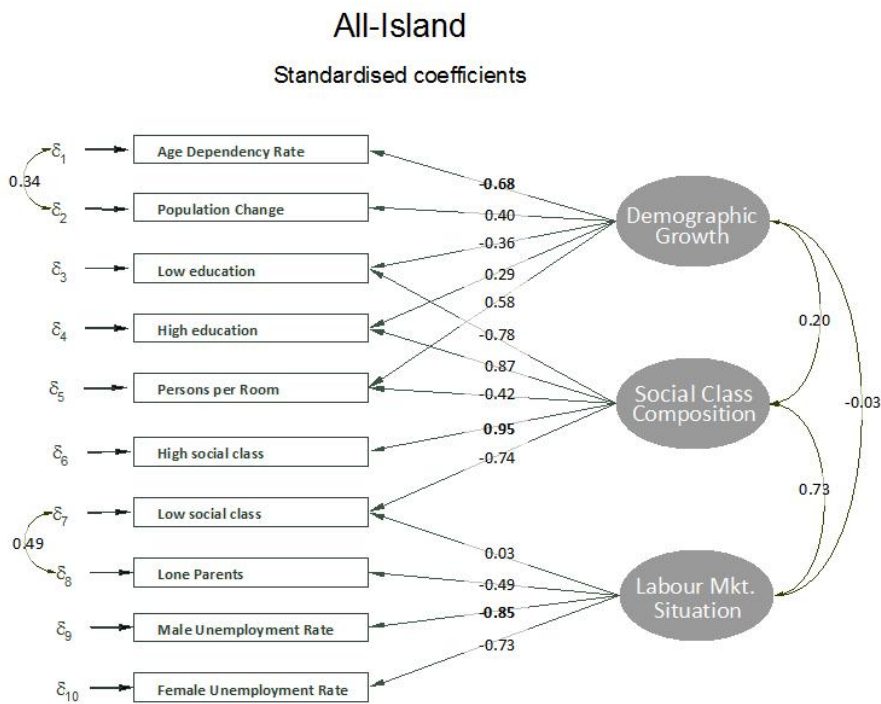 All-Island
Standardised coefficients
δ1 Age Dependency Rate
0.34
δ2 Population Change
δ3 Low education
δ4 High education
δ5 Persons per Room
δ6 High social class
δ7 Low social class
0.49
δ8 Lone Parents
δ9 Male Unemployment Rate
δ10 Female Unemployment Rate
-0.68
0.40
-0.36
0.29
0.58
-0.78
0.87
-0.42
0.95
-0.74
0.03
-0.49
-0.85
-0.73
Demographic
Growth
Social Class
Composition
Labour Mkt.
Situation
0.20
-0.03
0.73